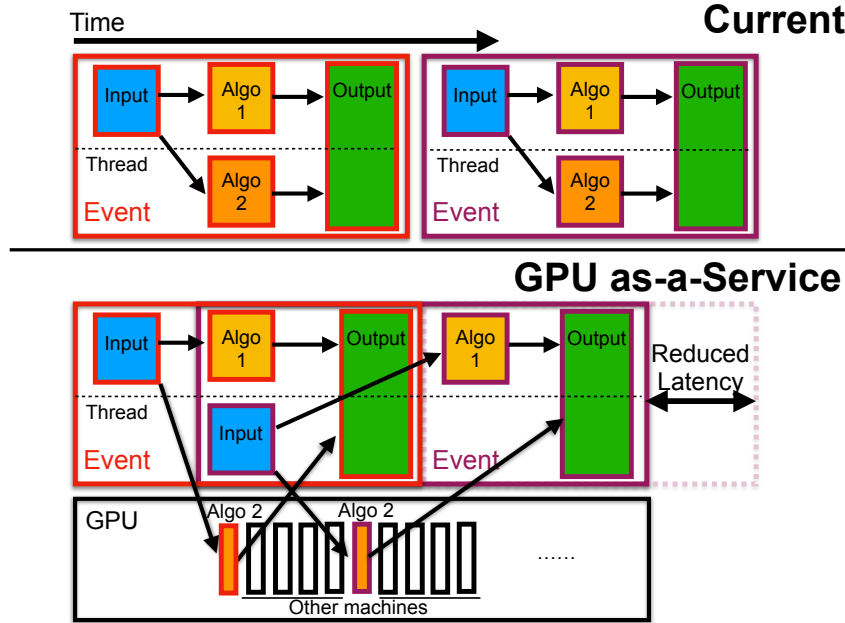 Time
Current
Input
Algo
1
Output
Input
Algo
1
Output
Thread
Algo
2
Thread
Algo
2
Event
Event
GPU as-a-Service
Input
Algo
1
Output
Algo
1
Output
Reduced
Latency
Thread
Input
Event
Event
GPU
Algo 2
Algo 2
......
Other machines